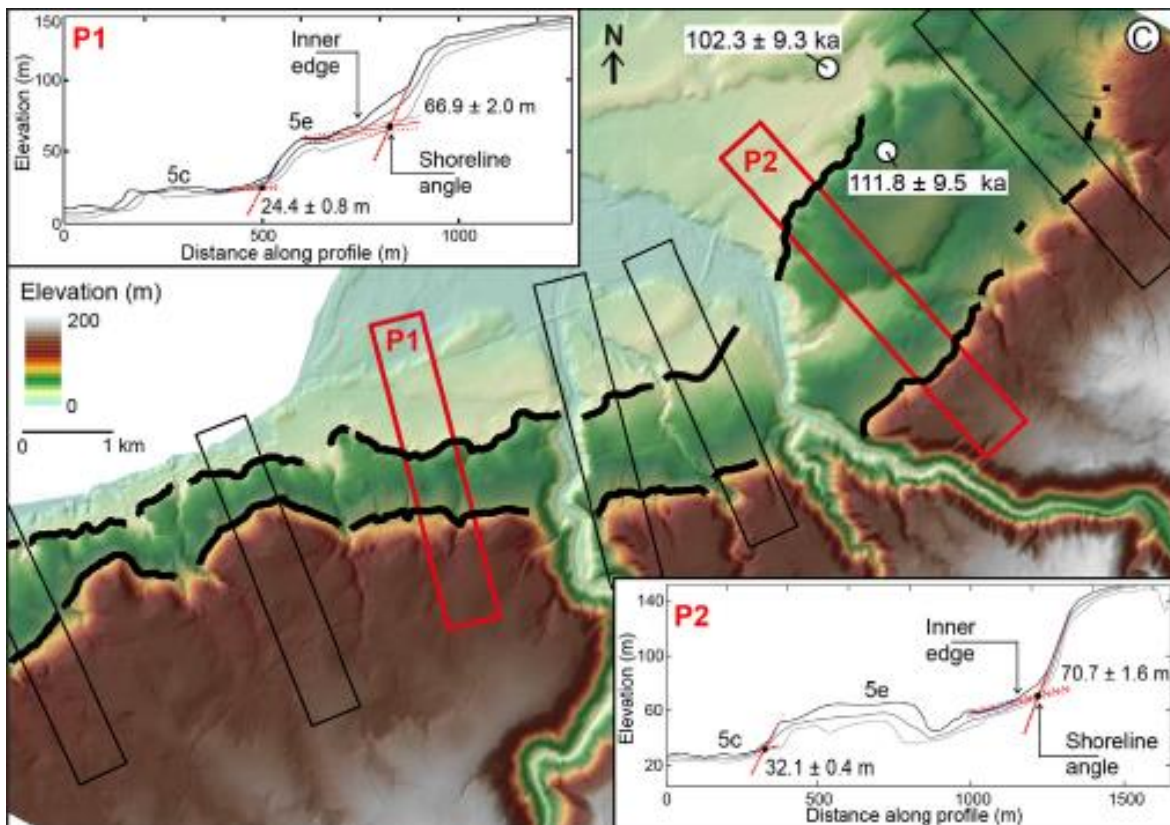 P1
150
100
50
0
Elevation (m)
Inner
edge
5e
5c
66.9 ± 2.0 m
Shoreline
angle
24.4 ± 0.8 m
0
500
1000
Distance along profile (m)
N
102.3 ± 9.3 ka
C
P2
111.8 ± 9.5 ka
Elevation (m)
200
0
0
1 km
P1
P2
140
100
60
20
Elevation (m)
Inner
edge
5e
5c
70.7 ± 1.6 m
Shoreline
angle
32.1 ± 0.4 m
0
500
1000
1500
Distance along profile (m)